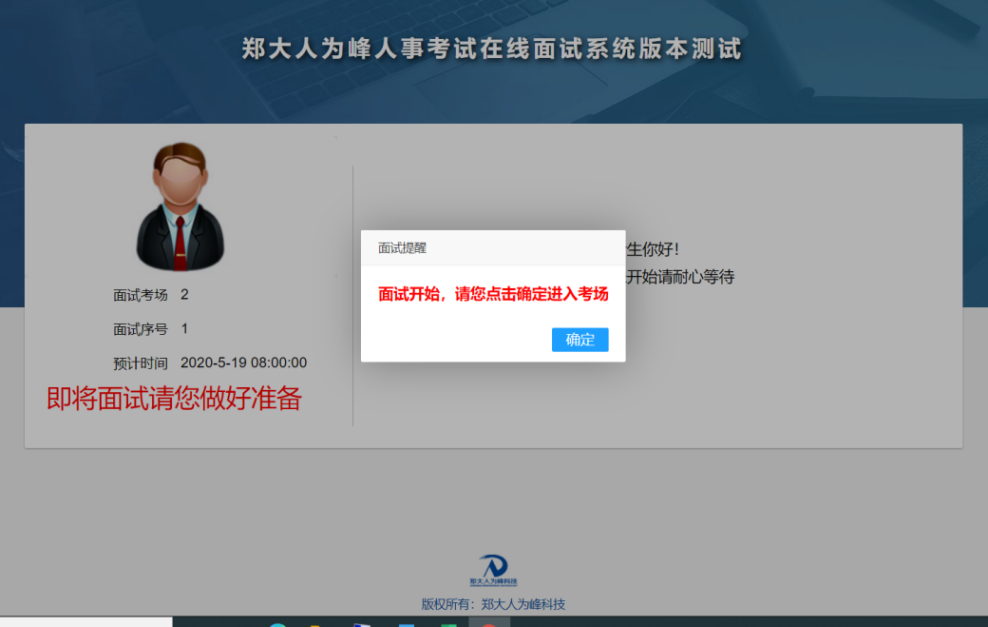 郑大人为峰人事考试在线面试系统版本测试
面试考场 2
面试序号 1
预计时间 2020-5-19 08:00:00
即将面试请您做好准备
面试提醒
面试开始，请您点击确定进入考场
确定
生你好！
开始请耐心等待
郑大人为峰科技
版权所有：郑大人为峰科技